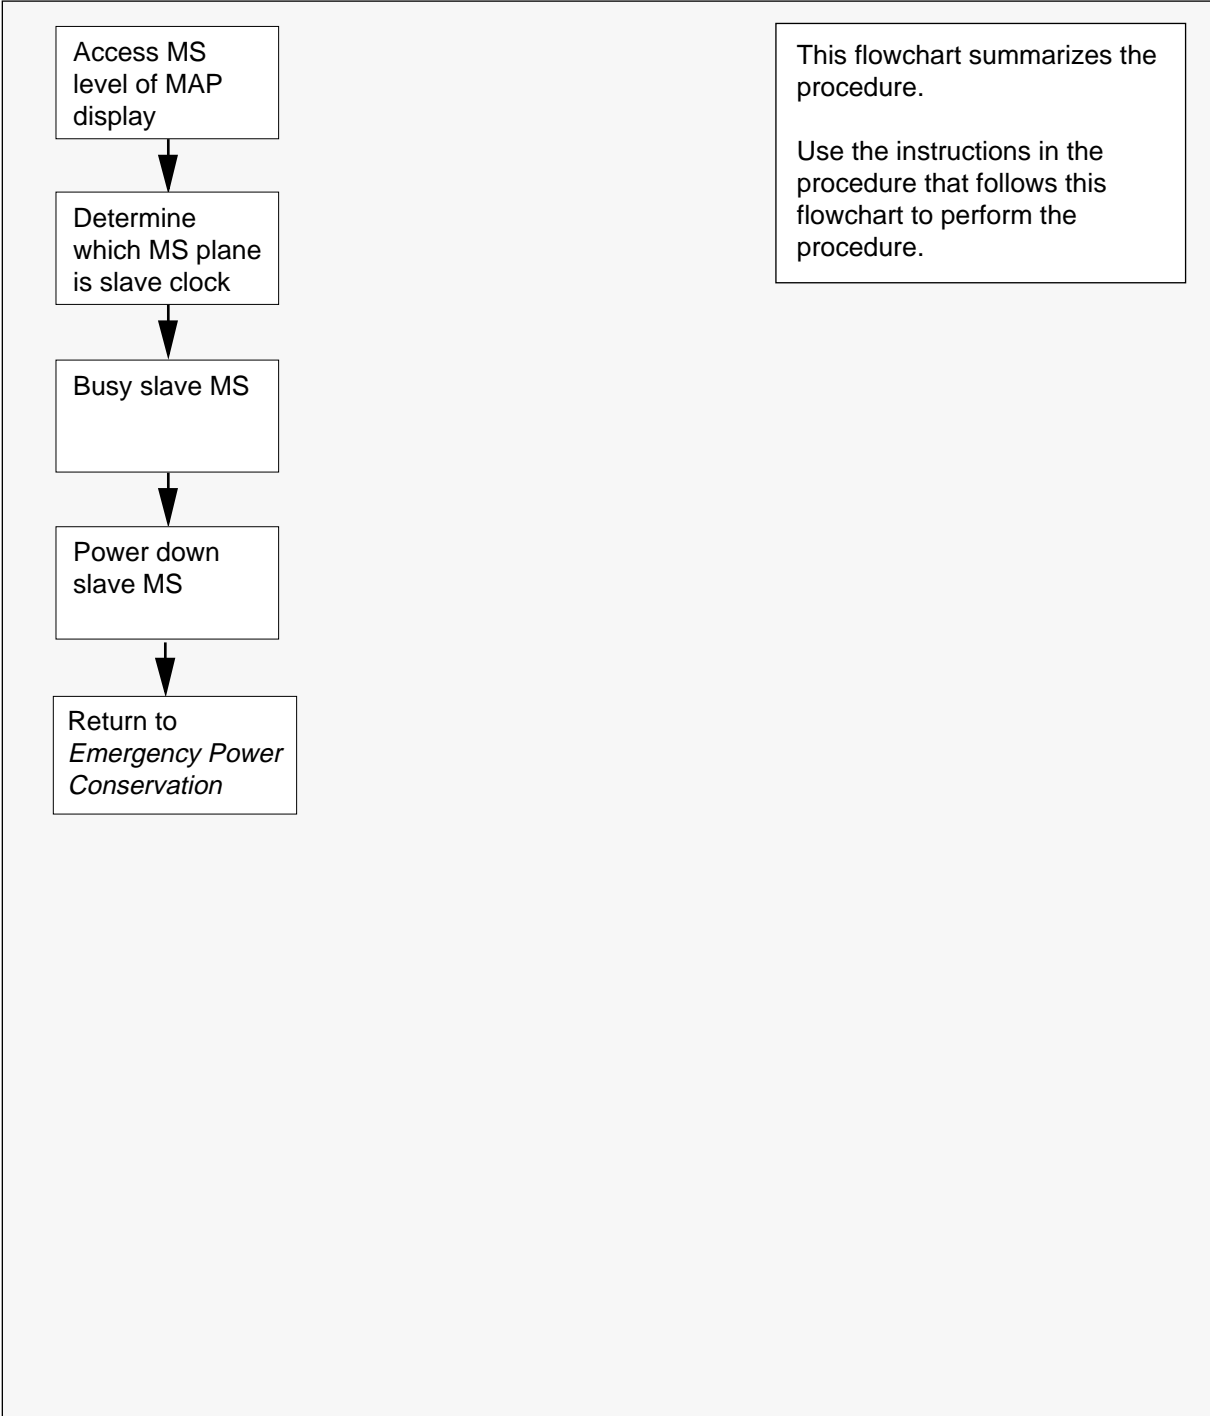 Access MS
level of MAP
display
Determine
which MS plane
is slave clock
Busy slave MS
Power down
slave MS
Return to
Emergency Power
Conservation
This flowchart summarizes the
procedure.
Use the instructions in the
procedure that follows this
flowchart to perform the
procedure.